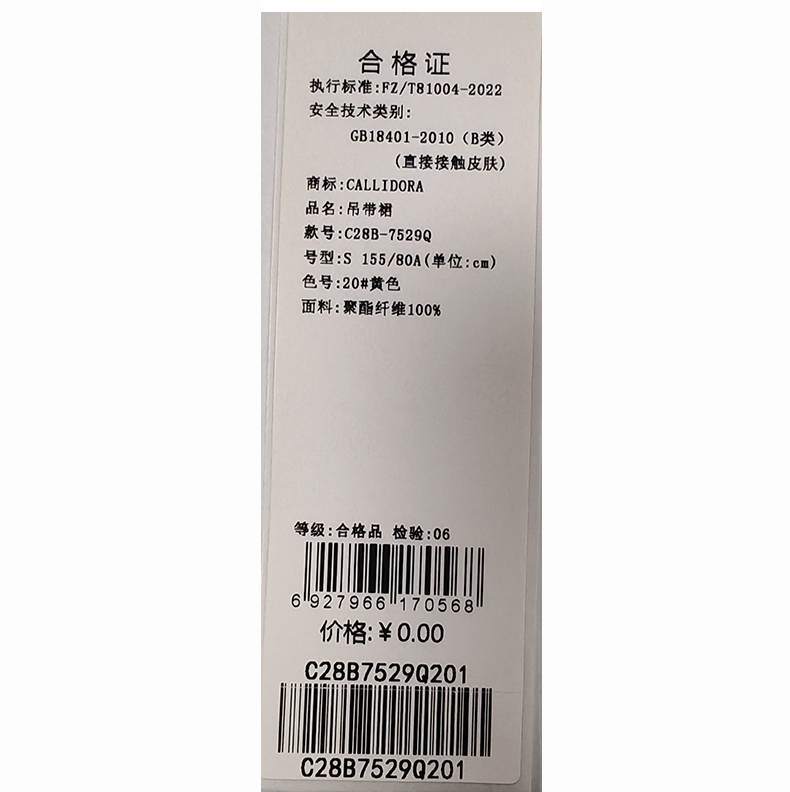 合格证
执行标准:FZ/T81004-2022
安全技术类别:
GB18401-2010（B类）
(直接接触皮肤)
商标:CALLIDORA
品名:吊带裙
款号:C28B-7529Q
号型:S 155/80A(单位:cm)
色号:20#黄色
面料:聚酯纤维100%
等级:合格品 检验:06
6 927966 170568
价格:￥0.00
C28B7529Q201
C28B7529Q201